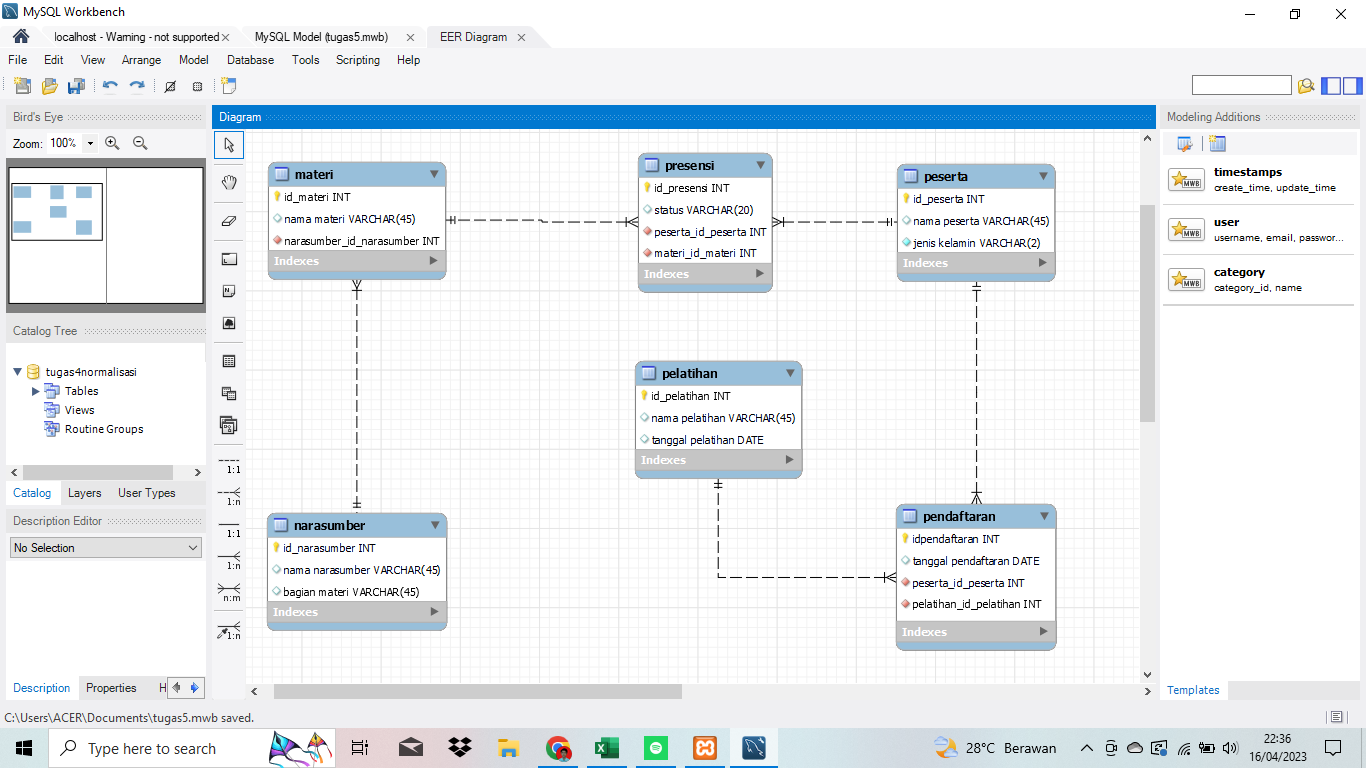 MySQL Workbench
localhost - Warning - not supported
MySQL Model (tugas5.mwb)
EER Diagram
File Edit View Arrange Model Database Tools Scripting Help
Bird's Eye
Zoom: 100%
Catalog Tree
tugas4normalisasi
Tables
Views
Routine Groups
Catalog Layers User Types
Description Editor
No Selection
Description Properties H
Diagram
1:1
1:n
1:1
1:n
n:m
1:n
materi
id_materi INT
nama materi VARCHAR(45)
narasumber_id_narasumber INT
Indexes
presensi
id_presensi INT
status VARCHAR(20)
peserta_id_peserta INT
materi_id_materi INT
Indexes
peserta
id_peserta INT
nama peserta VARCHAR(45)
jenis kelamin VARCHAR(2)
Indexes
pelatihan
id_pelatihan INT
nama pelatihan VARCHAR(45)
tanggal pelatihan DATE
Indexes
narasumber
id_narasumber INT
nama narasumber VARCHAR(45)
bagian materi VARCHAR(45)
Indexes
pendaftaran
idpendaftaran INT
tanggal pendaftaran DATE
peserta_id_peserta INT
pelatihan_id_pelatihan INT
Indexes
Modeling Additions
MWB
timestamps
create_time, update_time
MWB
user
username, email, passwor...
MWB
category
category_id, name
Templates
C:\Users\ACER\Documents\tugas5.mwb saved.
Type here to search
28°C Berawan
22:36
16/04/2023